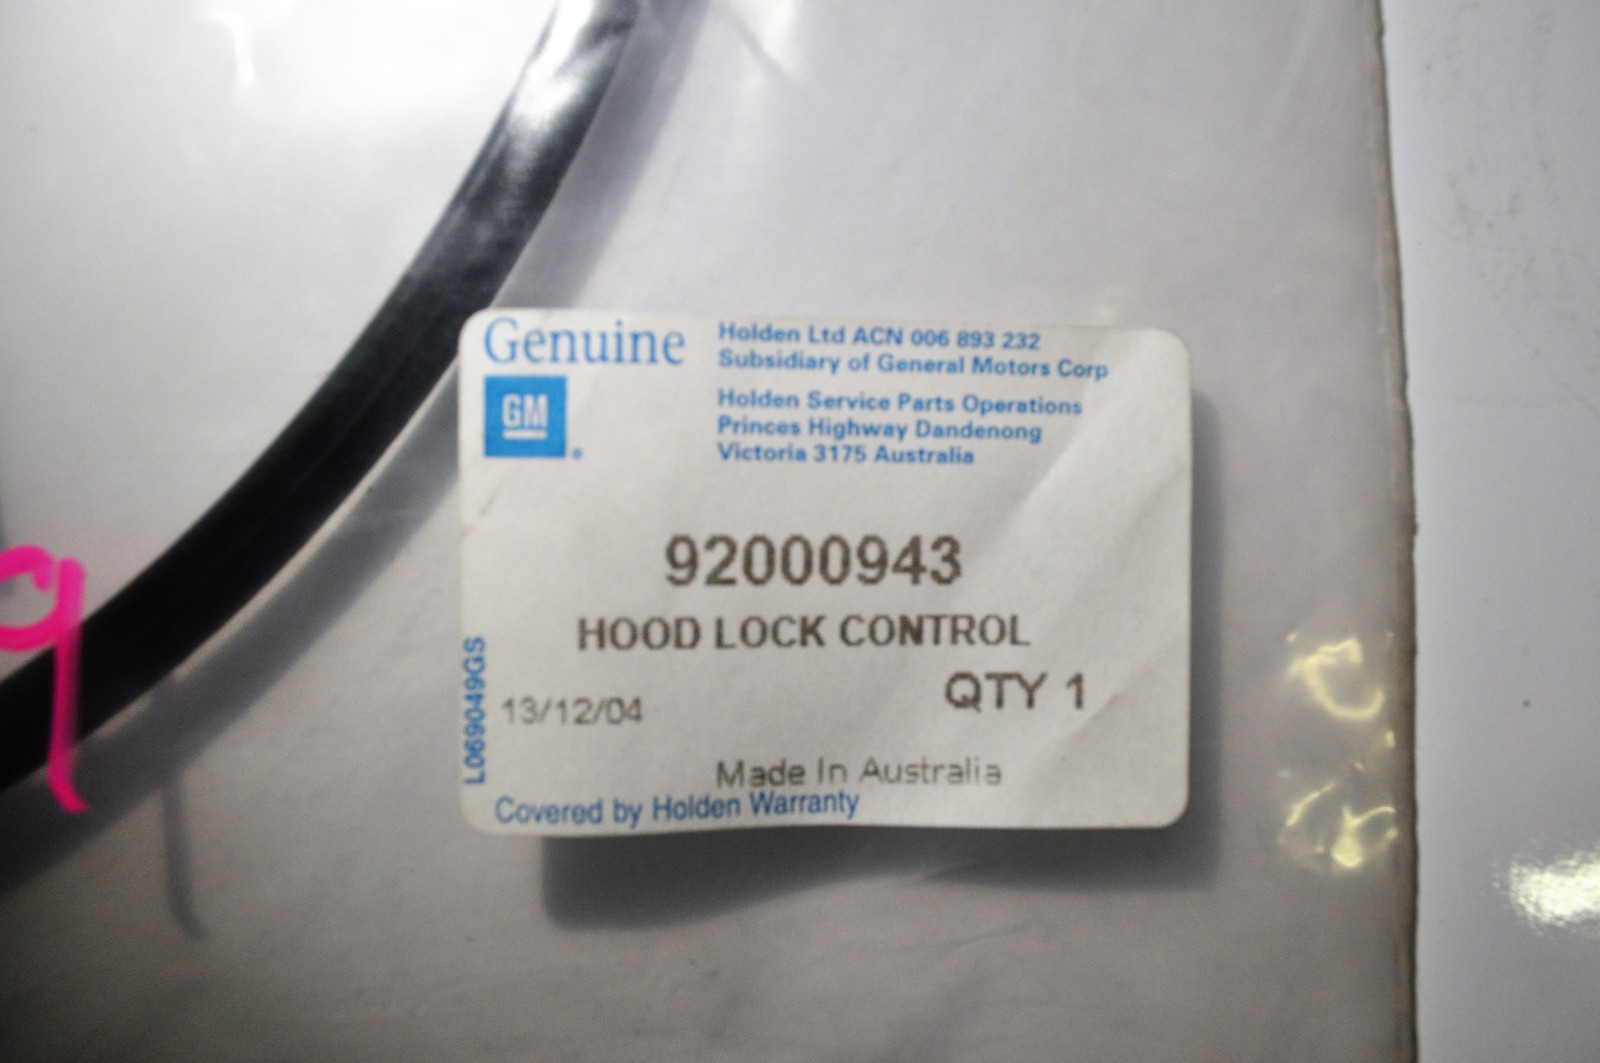 Genuine
GM
®
Holden Ltd ACN 006 893 232
Subsidiary of General Motors Corp
Holden Service Parts Operations
Princes Highway Dandenong
Victoria 3175 Australia
92000943
HOOD LOCK CONTROL
QTY 1
13/12/04
L069049GS
Made In Australia
Covered by Holden Warranty
9